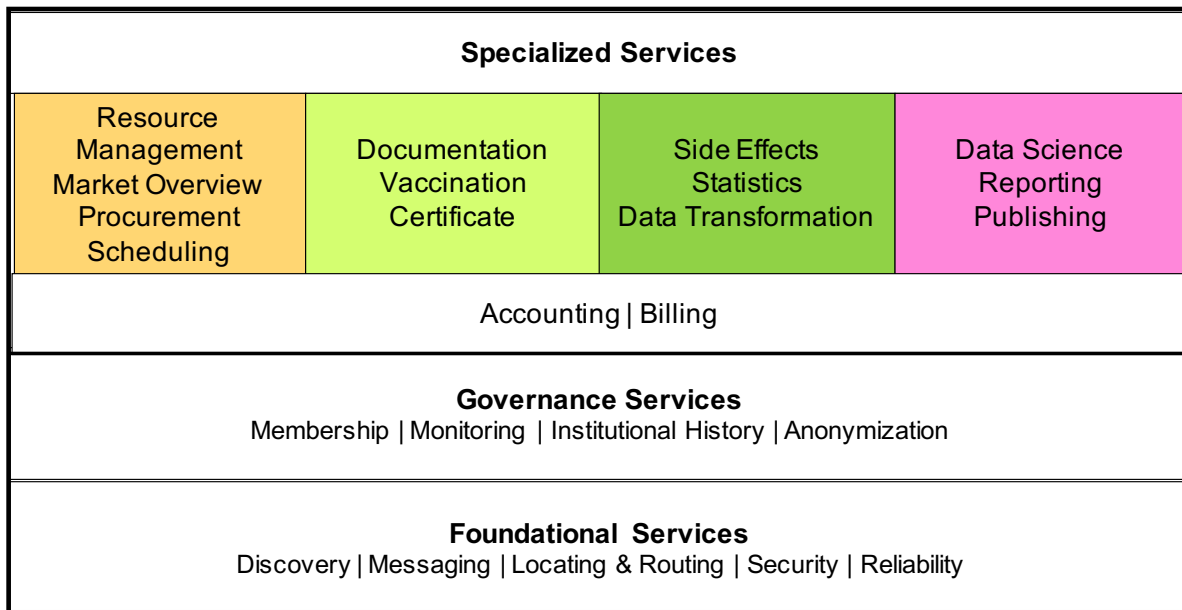 Specialized Services
Resource
Management
Market Overview
Procurement
Scheduling
Documentation
Vaccination
Certificate
Side Effects
Statistics
Data Transformation
Data Science
Reporting
Publishing
Accounting | Billing
Governance Services
Membership | Monitoring | Institutional History | Anonymization
Foundational Services
Discovery | Messaging | Locating & Routing | Security | Reliability